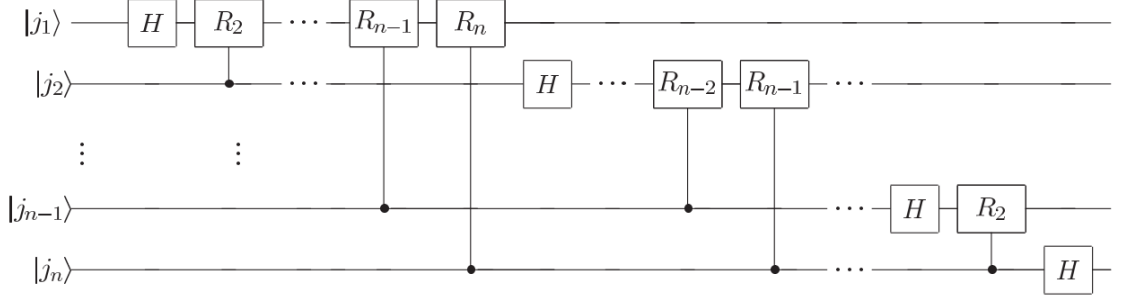 |j₁⟩ H R₂ ⋯ Rₙ₋₁ Rₙ
|j₂⟩ ⋯ H ⋯ Rₙ₋₂ Rₙ₋₁ ⋯
⋮ ⋮
|jₙ₋₁⟩ ⋯ H R₂
|jₙ⟩ ⋯ H